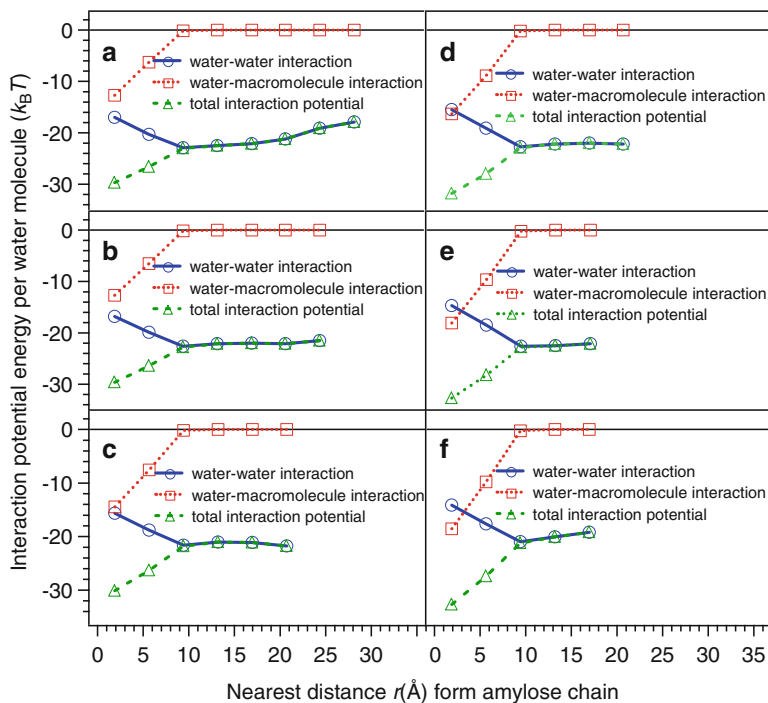 Interaction potential energy per water molecule (kBT)
0
-10
-20
-30
a
water-water interaction
water-macromolecule interaction
total interaction potential
d
water-water interaction
water-macromolecule interaction
total interaction potential
0
-10
-20
-30
b
water-water interaction
water-macromolecule interaction
total interaction potential
e
water-water interaction
water-macromolecule interaction
total interaction potential
0
-10
-20
-30
c
water-water interaction
water-macromolecule interaction
total interaction potential
f
water-water interaction
water-macromolecule interaction
total interaction potential
0 5 10 15 20 25 30 0 5 10 15 20 25 30 35
Nearest distance r(Å) form amylose chain